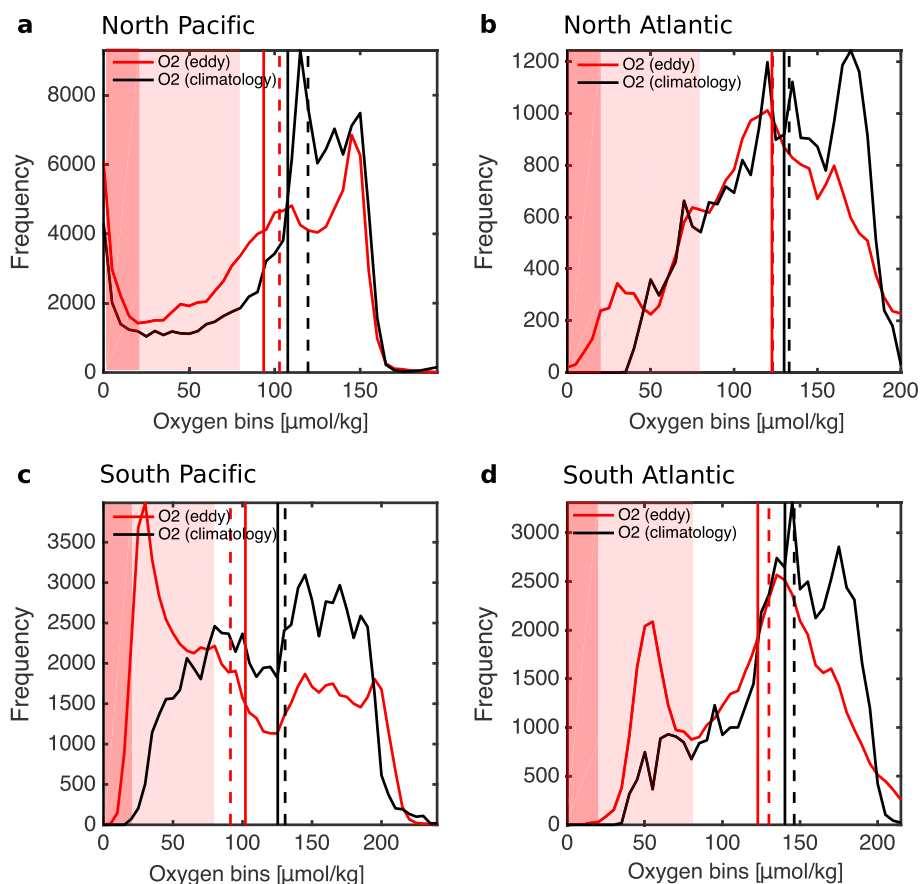 a North Pacific
O2 (eddy)
O2 (climatology)
8000
6000
4000
2000
0
Frequency
0 50 100 150
Oxygen bins [µmol/kg]
b North Atlantic
O2 (eddy)
O2 (climatology)
1200
1000
800
600
400
200
0
Frequency
0 50 100 150 200
Oxygen bins [µmol/kg]
c South Pacific
O2 (eddy)
O2 (climatology)
3500
3000
2500
2000
1500
1000
500
0
Frequency
0 50 100 150 200
Oxygen bins [µmol/kg]
d South Atlantic
O2 (eddy)
O2 (climatology)
3000
2500
2000
1500
1000
500
0
Frequency
0 50 100 150 200
Oxygen bins [µmol/kg]